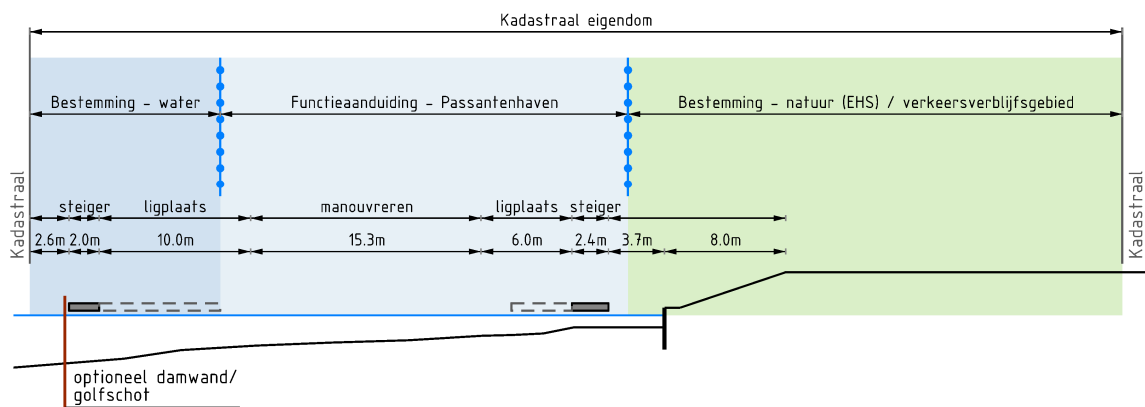 Kadastraal eigendom
Bestemming - water
Functieaanduiding - Passantenhaven
Bestemming - natuur (EHS) / verkeersverblijfsgebied
Kadastraal
Kadastraal
steiger
ligplaats
manouvreren
ligplaats
steiger
2.6m
2.0m
10.0m
15.3m
6.0m
2.4m
3.7m
8.0m
optioneel damwand/
golfschot